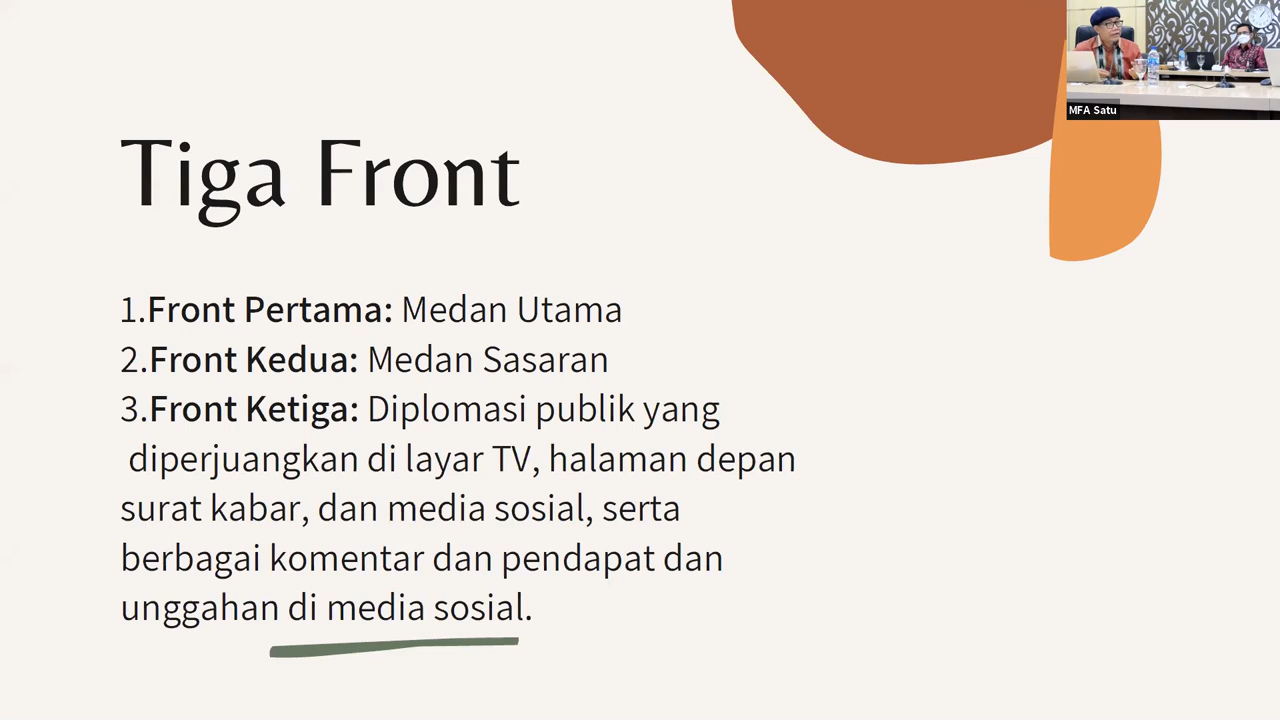 MFA Satu
Tiga Front
1.Front Pertama: Medan Utama
2.Front Kedua: Medan Sasaran
3.Front Ketiga: Diplomasi publik yang
diperjuangkan di layar TV, halaman depan
surat kabar, dan media sosial, serta
berbagai komentar dan pendapat dan
unggahan di media sosial.